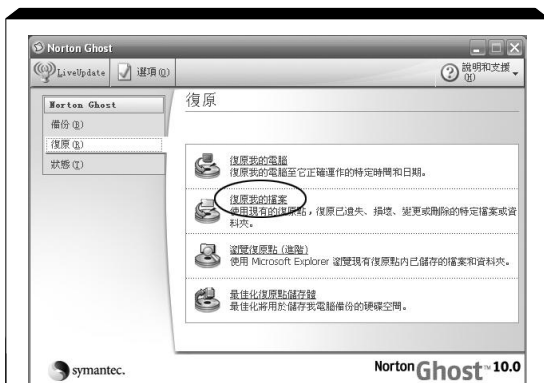 Norton Ghost
LiveUpdate 選項(O) 說明和支援(H)
Norton Ghost
備份(B)
復原(R)
狀態(T)
復原
復原我的電腦
復原我的電腦至它正確運作的特定時間和日期。
復原我的檔案
使用現有的復原點，復原已遺失、損壞、變更或刪除的特定檔案或資
料夾。
瀏覽復原點 (進階)
使用 Microsoft Explorer 瀏覽現有復原點內已儲存的檔案和資料夾。
最佳化復原點儲存體
最佳化將用於儲存我電腦備份的硬碟空間。
symantec.
Norton Ghost™ 10.0